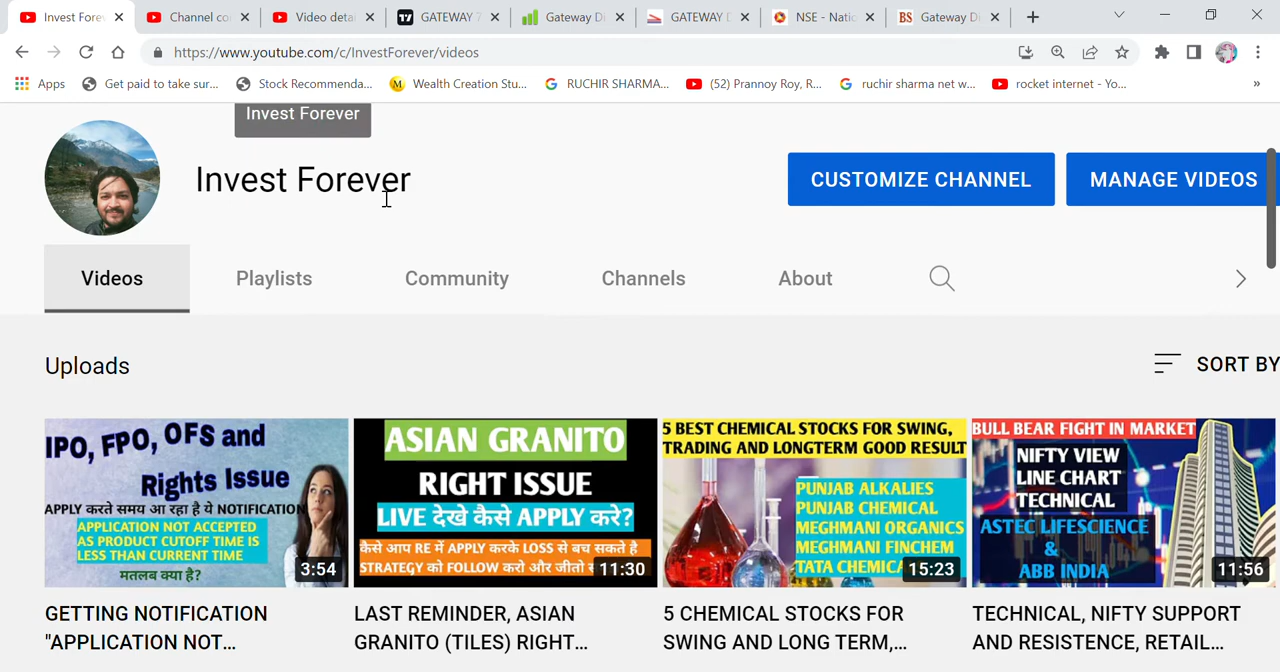 Invest Fore
Channel co
Video detai
GATEWAY 7
Gateway Di
GATEWAY D
NSE - Natio
Gateway Di
https://www.youtube.com/c/InvestForever/videos
Apps
Get paid to take sur...
Stock Recommenda...
Wealth Creation Stu...
RUCHIR SHARMA...
(52) Prannoy Roy, R...
ruchir sharma net w...
rocket internet - Yo...
»
Invest Forever
Invest Forever
CUSTOMIZE CHANNEL
MANAGE VIDEOS
Videos
Playlists
Community
Channels
About
Uploads
SORT BY
IPO, FPO, OFS and
Rights Issue
APPLY करते समय आ रहा है ये NOTIFICATION
APPLICATION NOT ACCEPTED
AS PRODUCT CUTOFF TIME IS
LESS THAN CURRENT TIME
मतलब क्या है?
3:54
ASIAN GRANITO
RIGHT ISSUE
LIVE देखे कैसे APPLY करे?
कैसे आप RE में APPLY करके LOSS से बच सकते है
STRATEGY को FOLLOW करो और जीतो
11:30
5 BEST CHEMICAL STOCKS FOR SWING,
TRADING AND LONGTERM GOOD RESULT
PUNJAB ALKALIES
PUNJAB CHEMICAL
MEGHMANI ORGANICS
MEGHMANI FINCHEM
TATA CHEMICA
15:23
BULL BEAR FIGHT IN MARKET
NIFTY VIEW
LINE CHART
TECHNICAL
ASTEC LIFESCIENCE
&
ABB INDIA
11:56
GETTING NOTIFICATION
"APPLICATION NOT...
LAST REMINDER, ASIAN
GRANITO (TILES) RIGHT...
5 CHEMICAL STOCKS FOR
SWING AND LONG TERM,...
TECHNICAL, NIFTY SUPPORT
AND RESISTENCE, RETAIL...